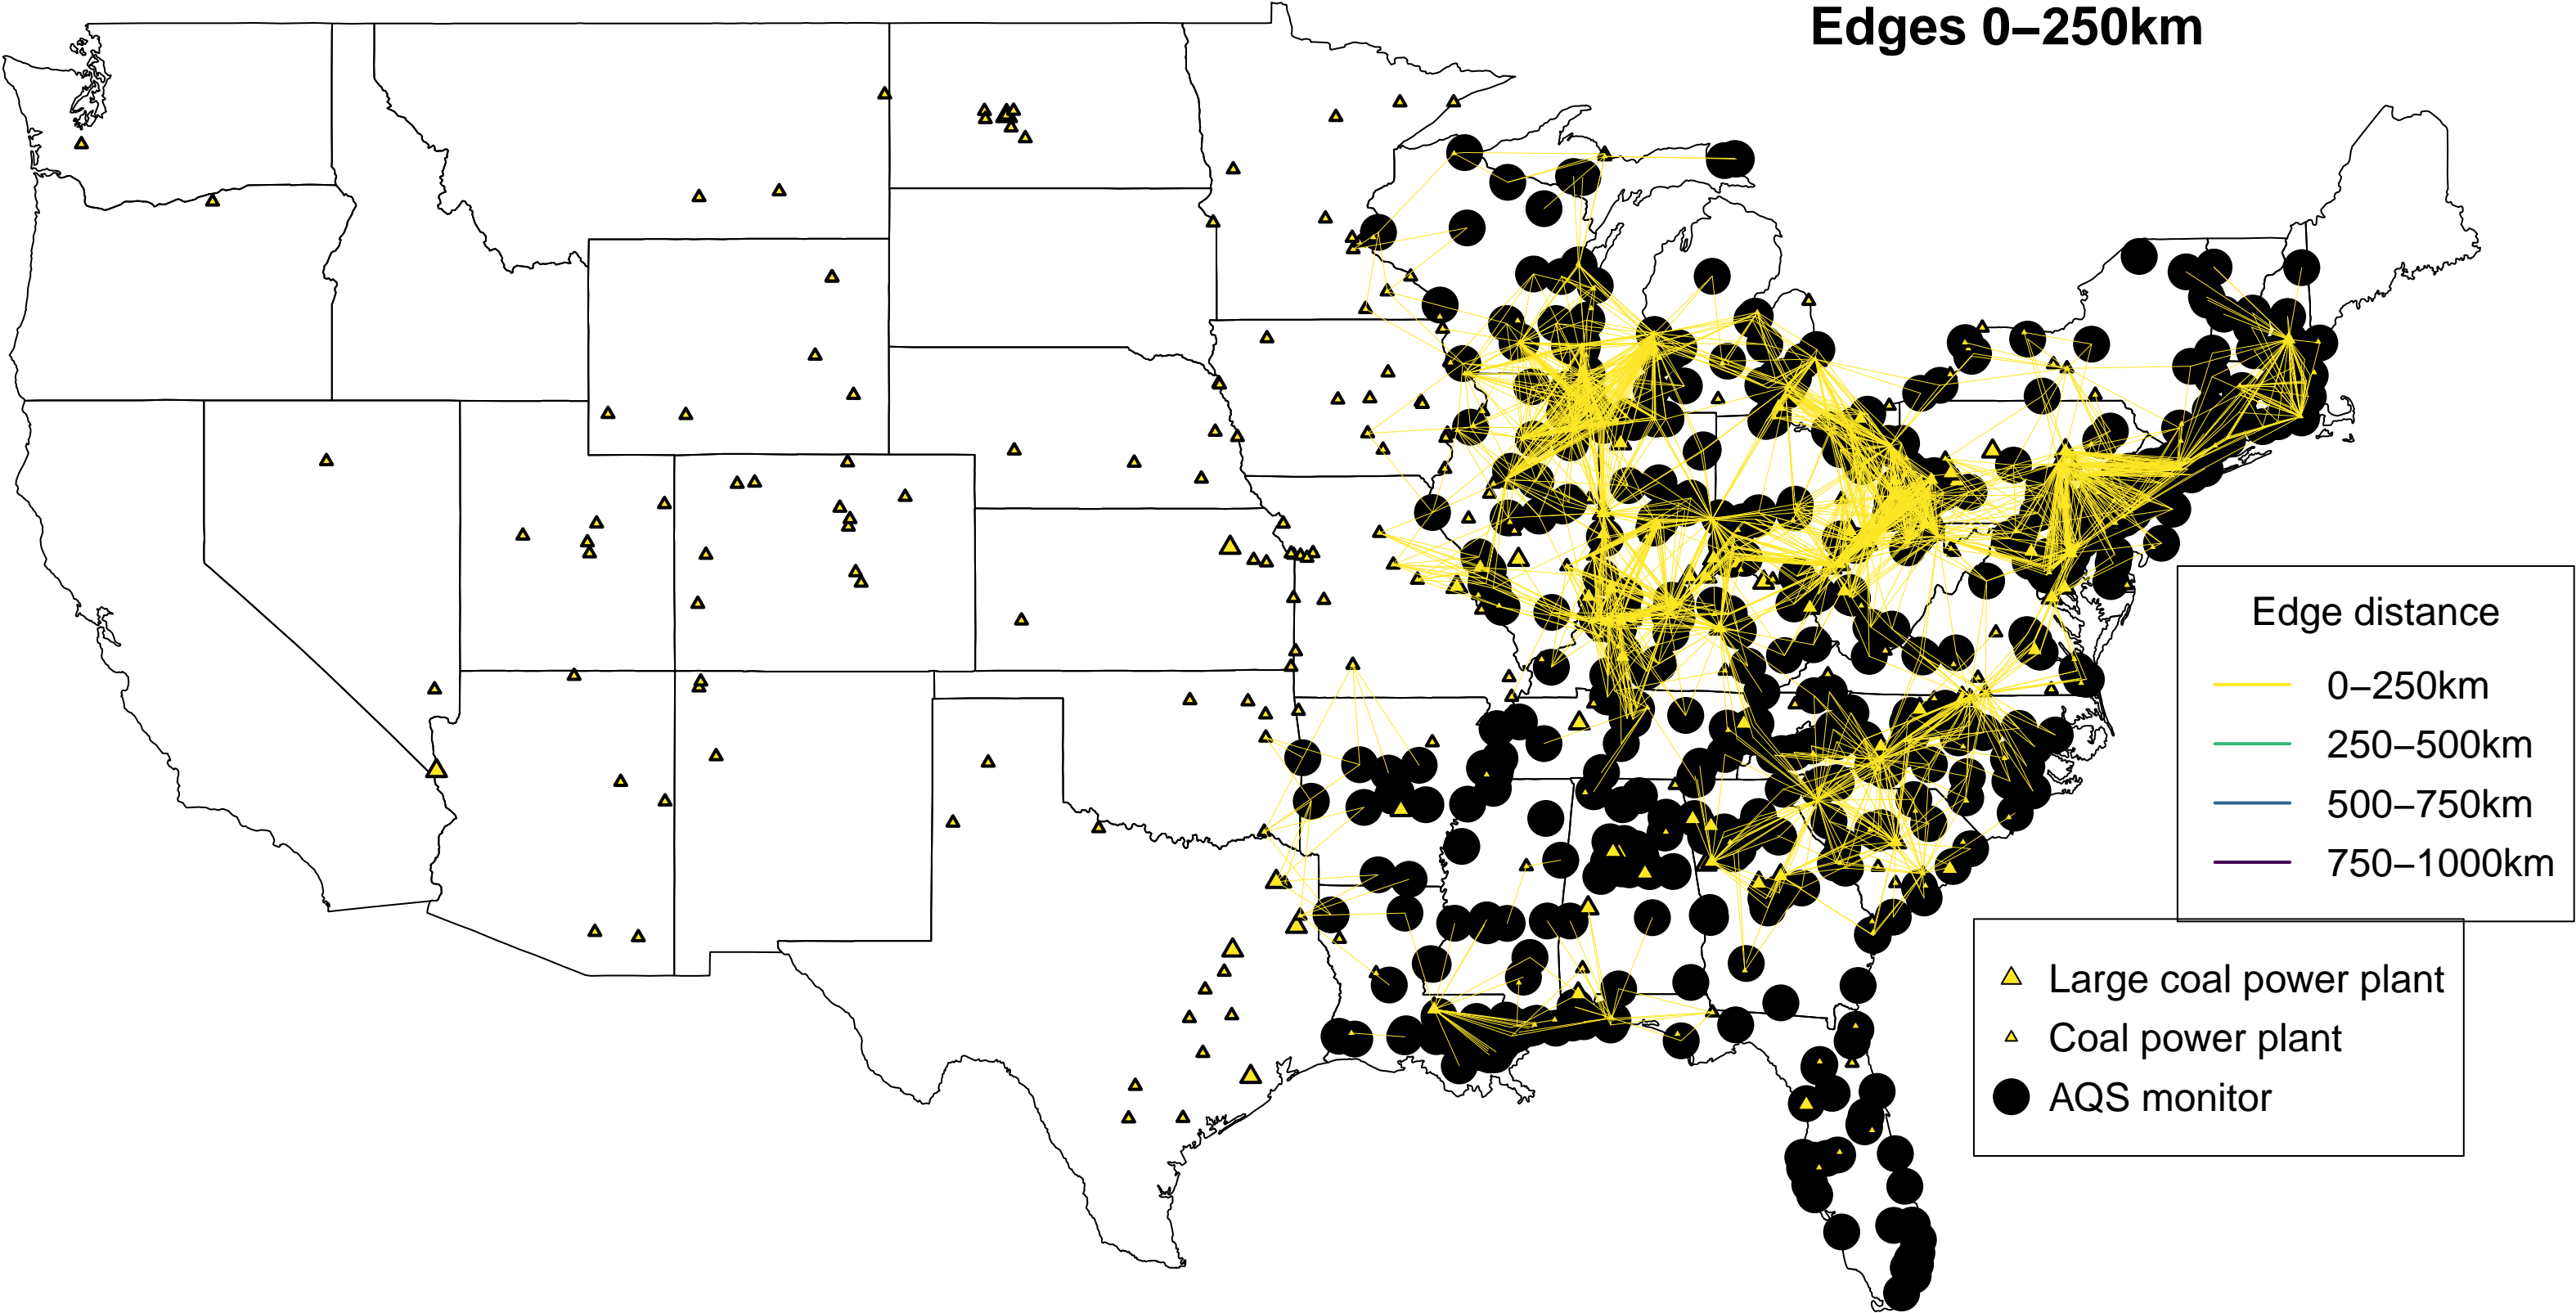 Edges 0–250km
Edge distance
0–250km
250–500km
500–750km
750–1000km
Large coal power plant
Coal power plant
AQS monitor